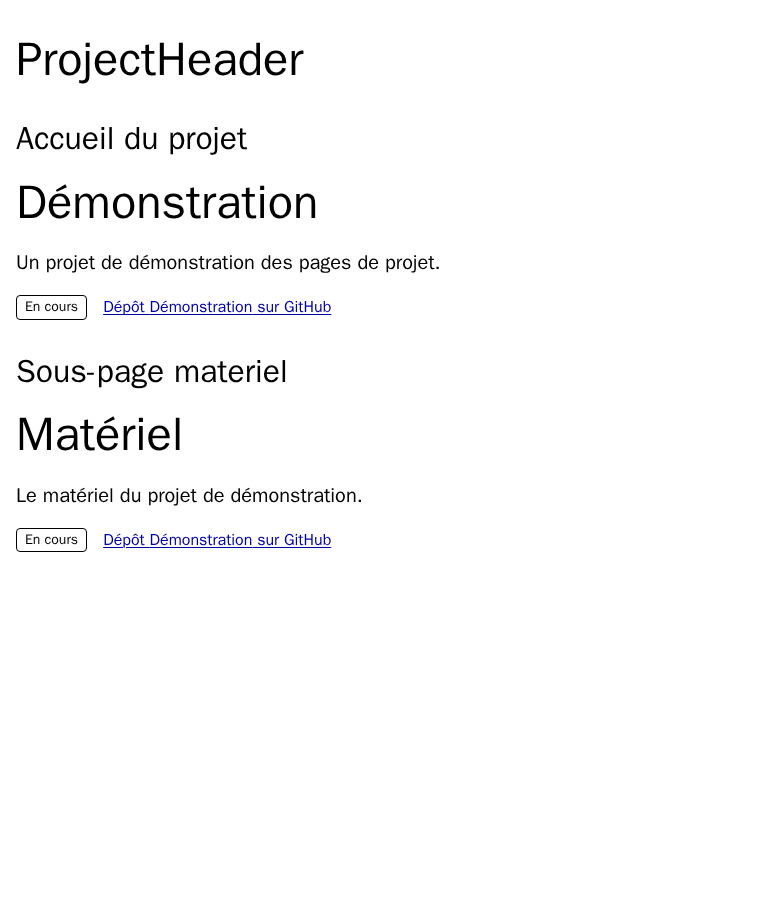 ProjectHeader
Accueil du projet
Démonstration
Un projet de démonstration des pages de projet.
En cours Dépôt Démonstration sur GitHub
Sous-page materiel
Matériel
Le matériel du projet de démonstration.
En cours Dépôt Démonstration sur GitHub